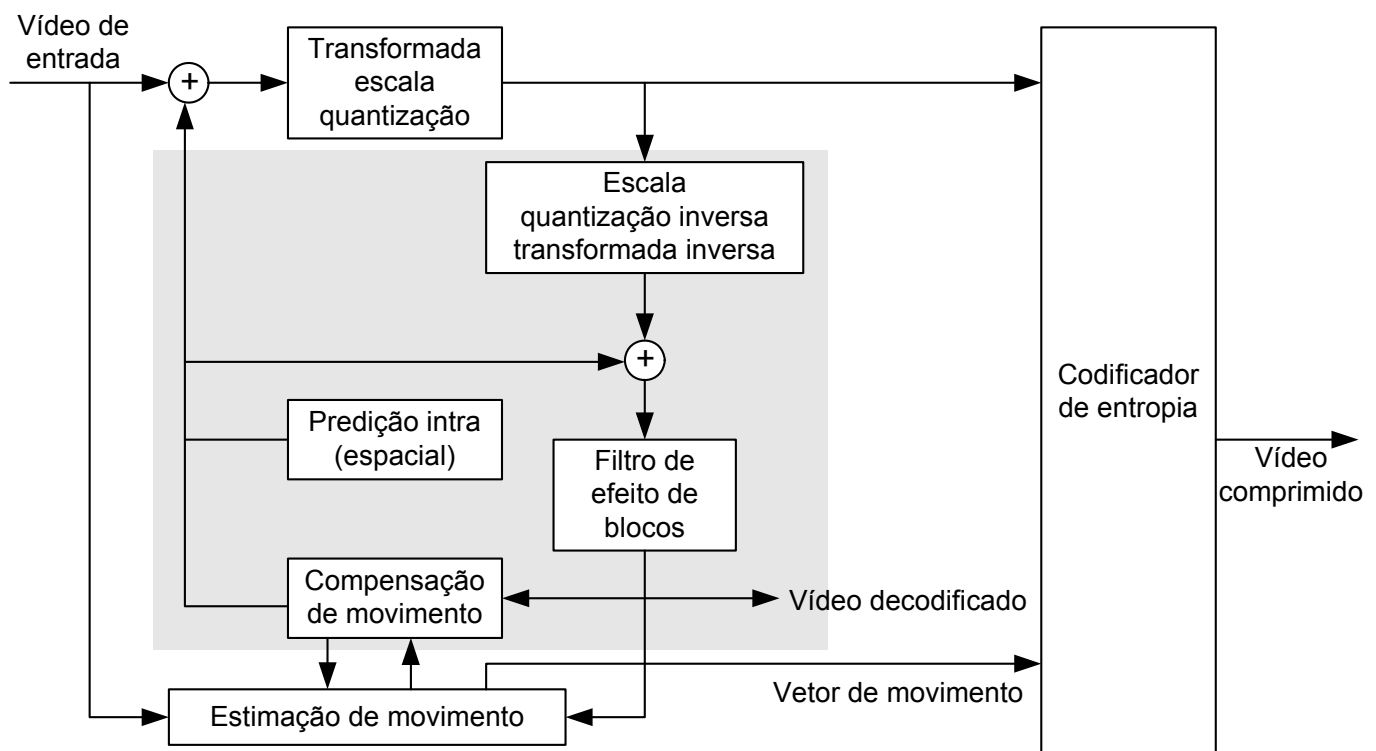 Vídeo de
entrada
+
Transformada
escala
quantização
Escala
quantização inversa
transformada inversa
+
Predição intra
(espacial)
Filtro de
efeito de
blocos
Codificador
de entropia
Vídeo
comprimido
Compensação
de movimento
Vídeo decodificado
Vetor de movimento
Estimação de movimento